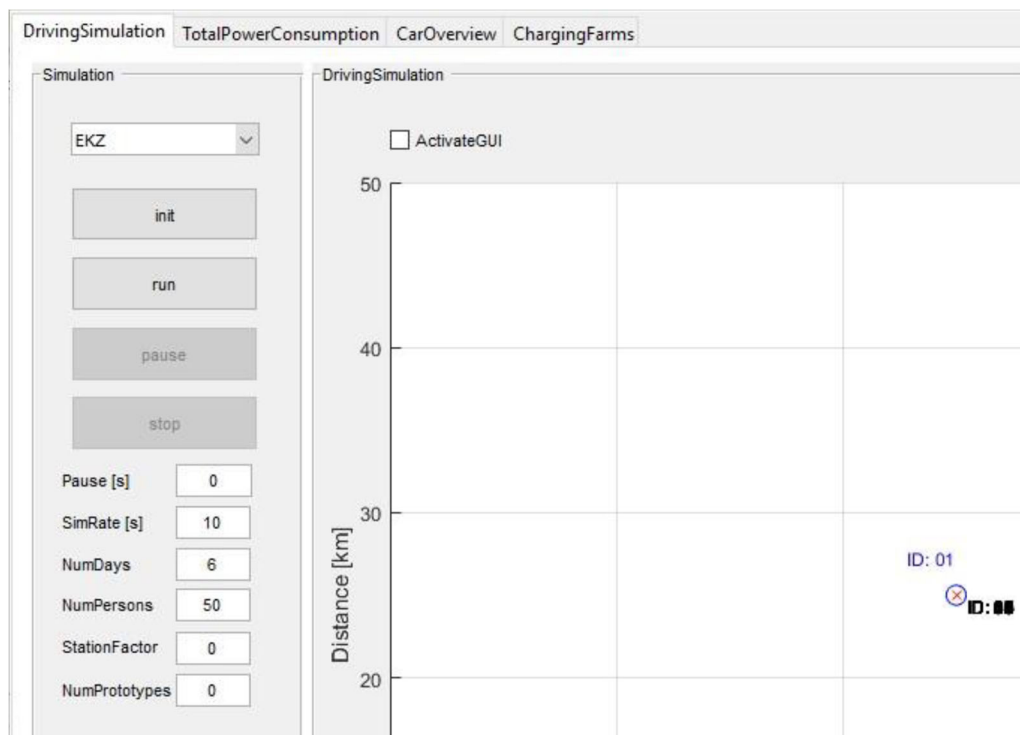 DrivingSimulation TotalPowerConsumption CarOverview ChargingFarms
Simulation
EKZ
init
run
pause
stop
Pause [s] 0
SimRate [s] 10
NumDays 6
NumPersons 50
StationFactor 0
NumPrototypes 0
DrivingSimulation
ActivateGUI
50
40
30
20
Distance [km]
ID: 01
ID: